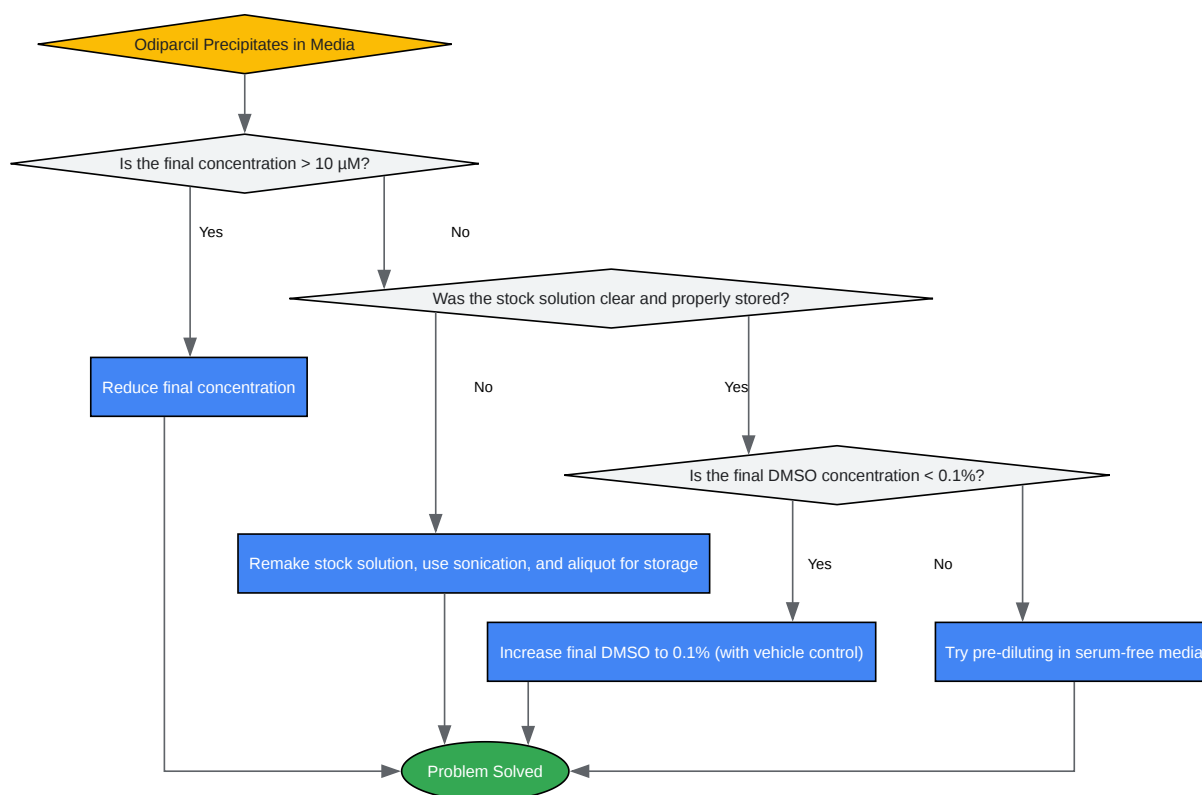 Odiparcil Precipitates in Media
Is the final concentration > 10 µM?
Yes
No
Was the stock solution clear and properly stored?
Reduce final concentration
No
Yes
Is the final DMSO concentration < 0.1%?
Remake stock solution, use sonication, and aliquot for storage
Yes
No
Increase final DMSO to 0.1% (with vehicle control)
Try pre-diluting in serum-free media
Problem Solved